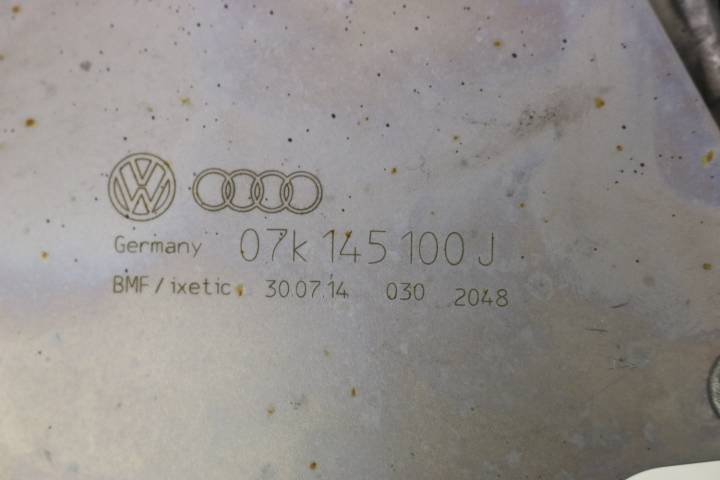 Germany 07k 145 100 J
BMF/ixetic 30.07.14 030 2048